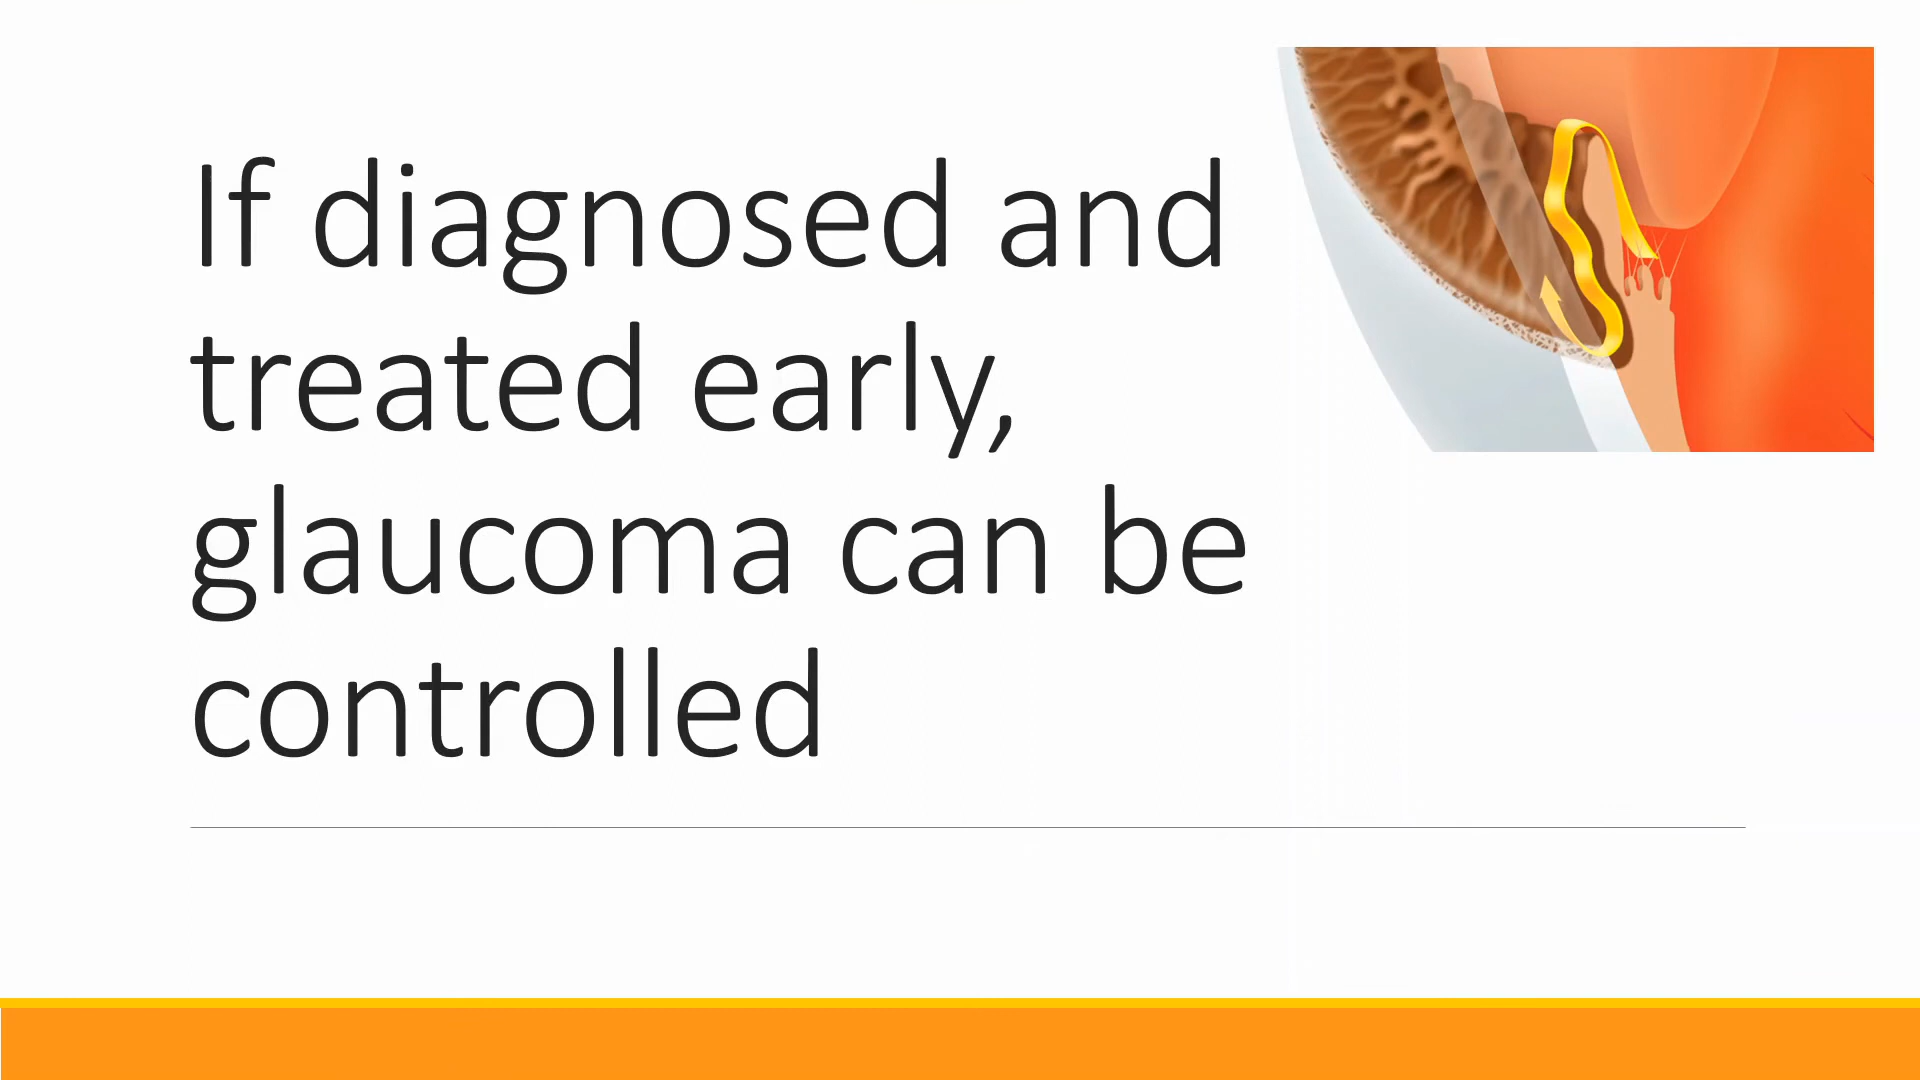 If diagnosed and
treated early,
glaucoma can be
controlled